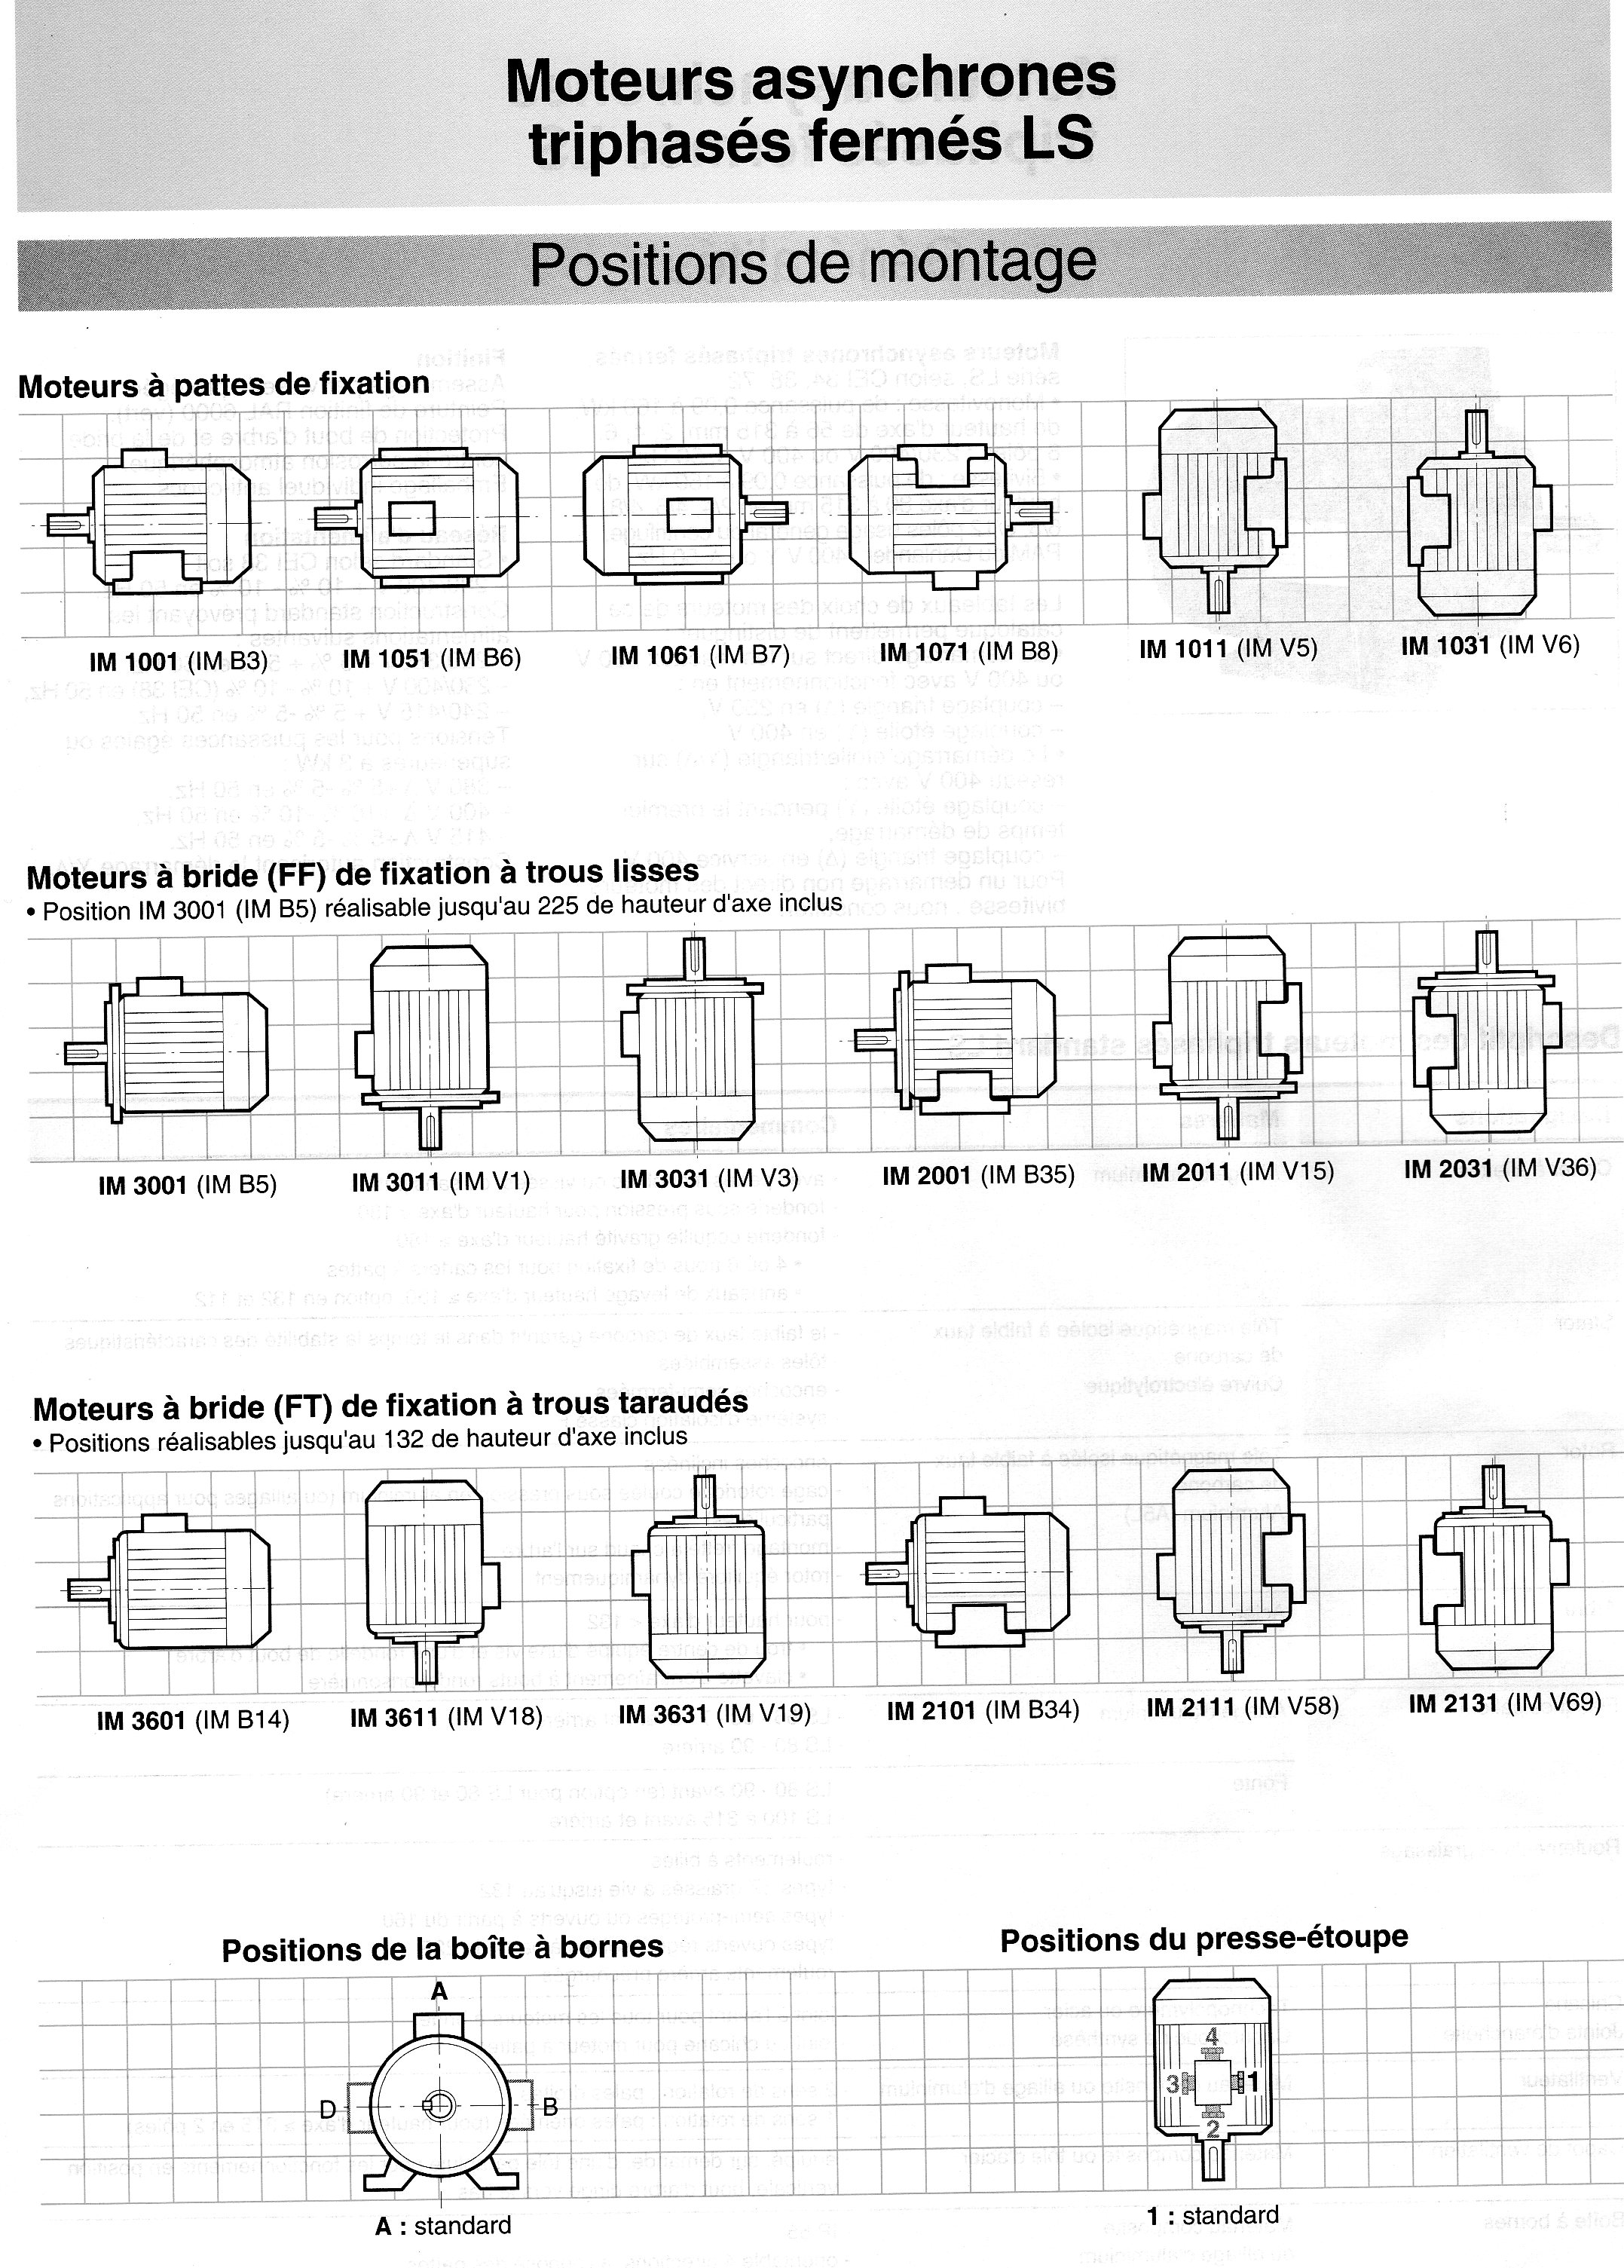 Moteurs asynchrones
triphasés fermés LS
Positions de montage
Moteurs à pattes de fixation
IM 1001 (IM B3)
IM 1051 (IM B6)
IM 1061 (IM B7)
IM 1071 (IM B8)
IM 1011 (IM V5)
IM 1031 (IM V6)
Moteurs à bride (FF) de fixation à trous lisses
• Position IM 3001 (IM B5) réalisable jusqu'au 225 de hauteur d'axe inclus
IM 3001 (IM B5)
IM 3011 (IM V1)
IM 3031 (IM V3)
IM 2001 (IM B35)
IM 2011 (IM V15)
IM 2031 (IM V36)
Moteurs à bride (FT) de fixation à trous taraudés
• Positions réalisables jusqu'au 132 de hauteur d'axe inclus
IM 3601 (IM B14)
IM 3611 (IM V18)
IM 3631 (IM V19)
IM 2101 (IM B34)
IM 2111 (IM V58)
IM 2131 (IM V69)
Positions de la boîte à bornes
A
D
B
A : standard
Positions du presse-étoupe
4
3
1
2
1 : standard